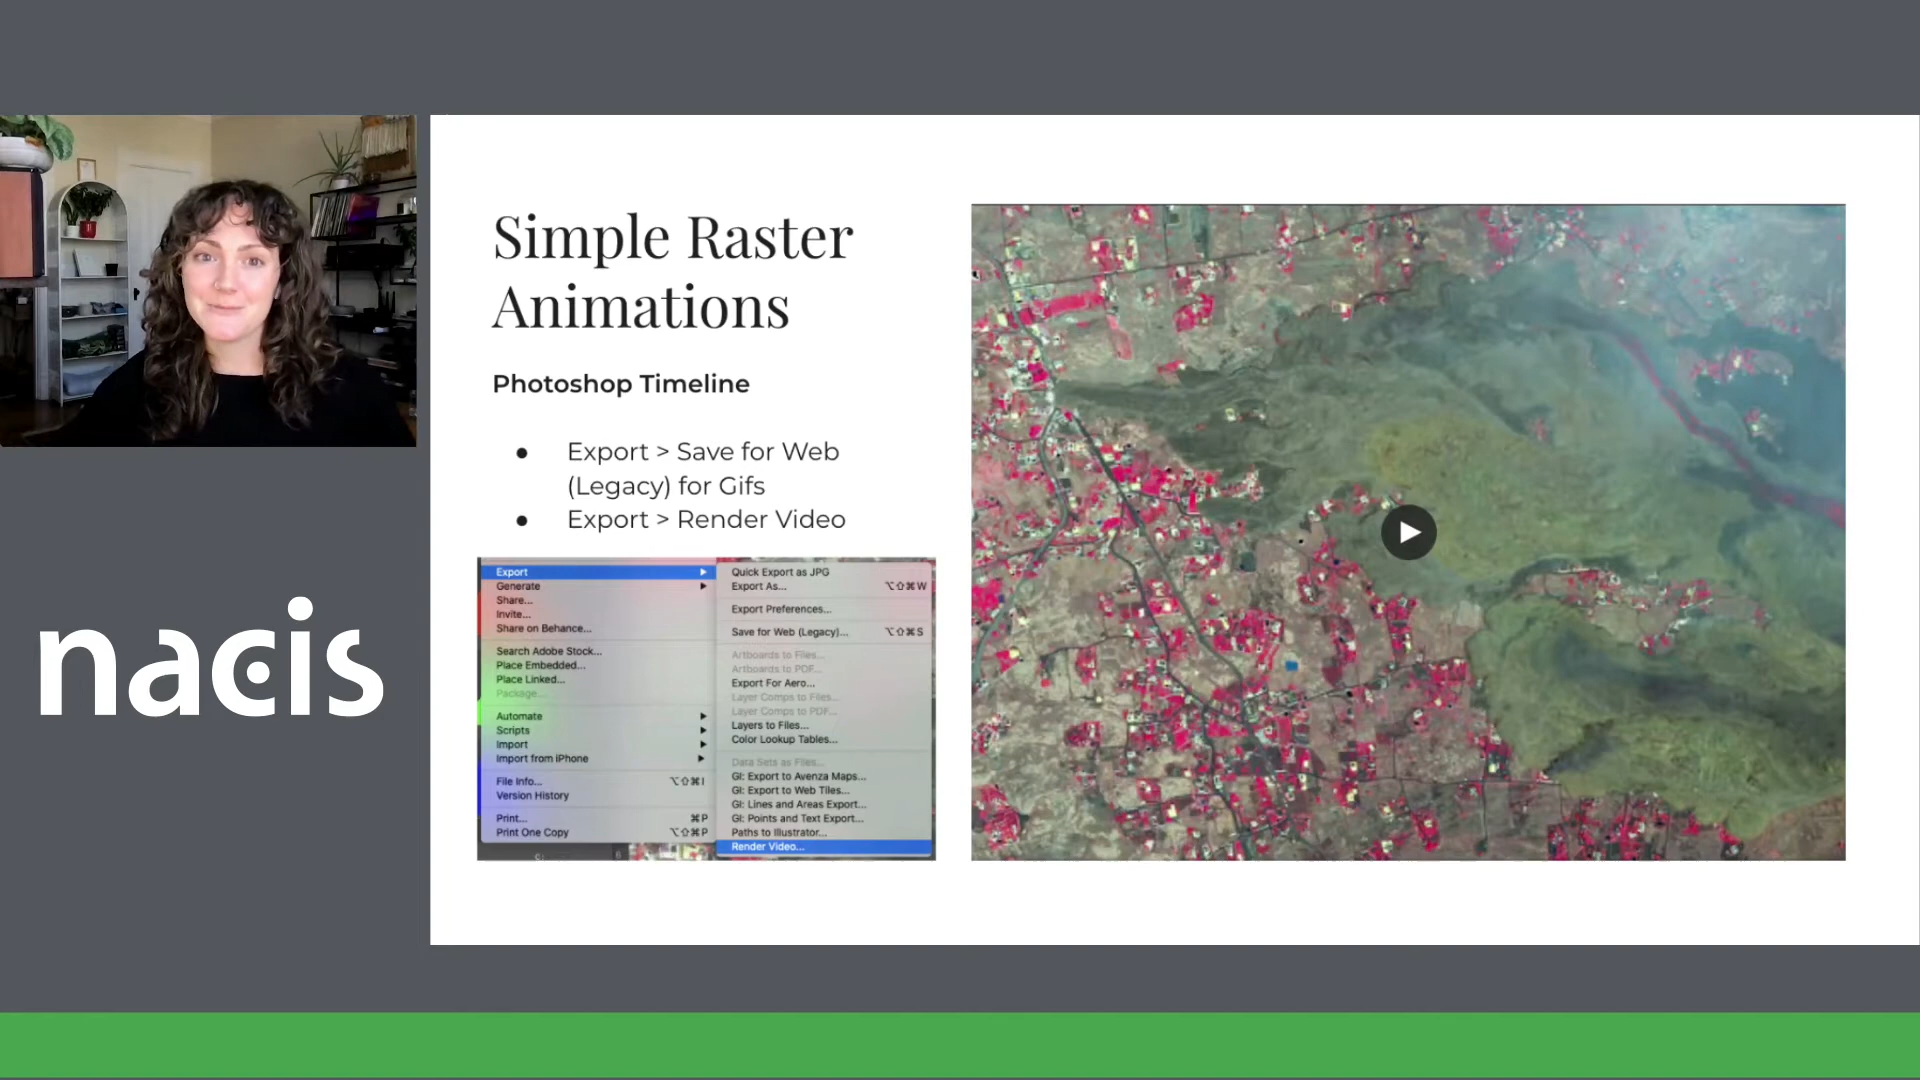 Simple Raster
Animations
Photoshop Timeline
● Export > Save for Web
(Legacy) for Gifs
● Export > Render Video
Export
Generate
Share...
Invite...
Share on Behance...
Search Adobe Stock...
Place Embedded...
Place Linked...
Package...
Automate
Scripts
Import
Import from iPhone
File Info... ⌥⇧⌘I
Version History
Print... ⌘P
Print One Copy ⌥⇧⌘P
Quick Export as JPG
Export As... ⌥⇧⌘W
Export Preferences...
Save for Web (Legacy)... ⌥⇧⌘S
Artboards to Files...
Artboards to PDF...
Export For Aero...
Layer Comps to Files...
Layer Comps to PDF...
Layers to Files...
Color Lookup Tables...
Data Sets as Files...
GI: Export to Avenza Maps...
GI: Export to Web Tiles...
GI: Lines and Areas Export...
GI: Points and Text Export...
Paths to Illustrator...
Render Video...
nacis